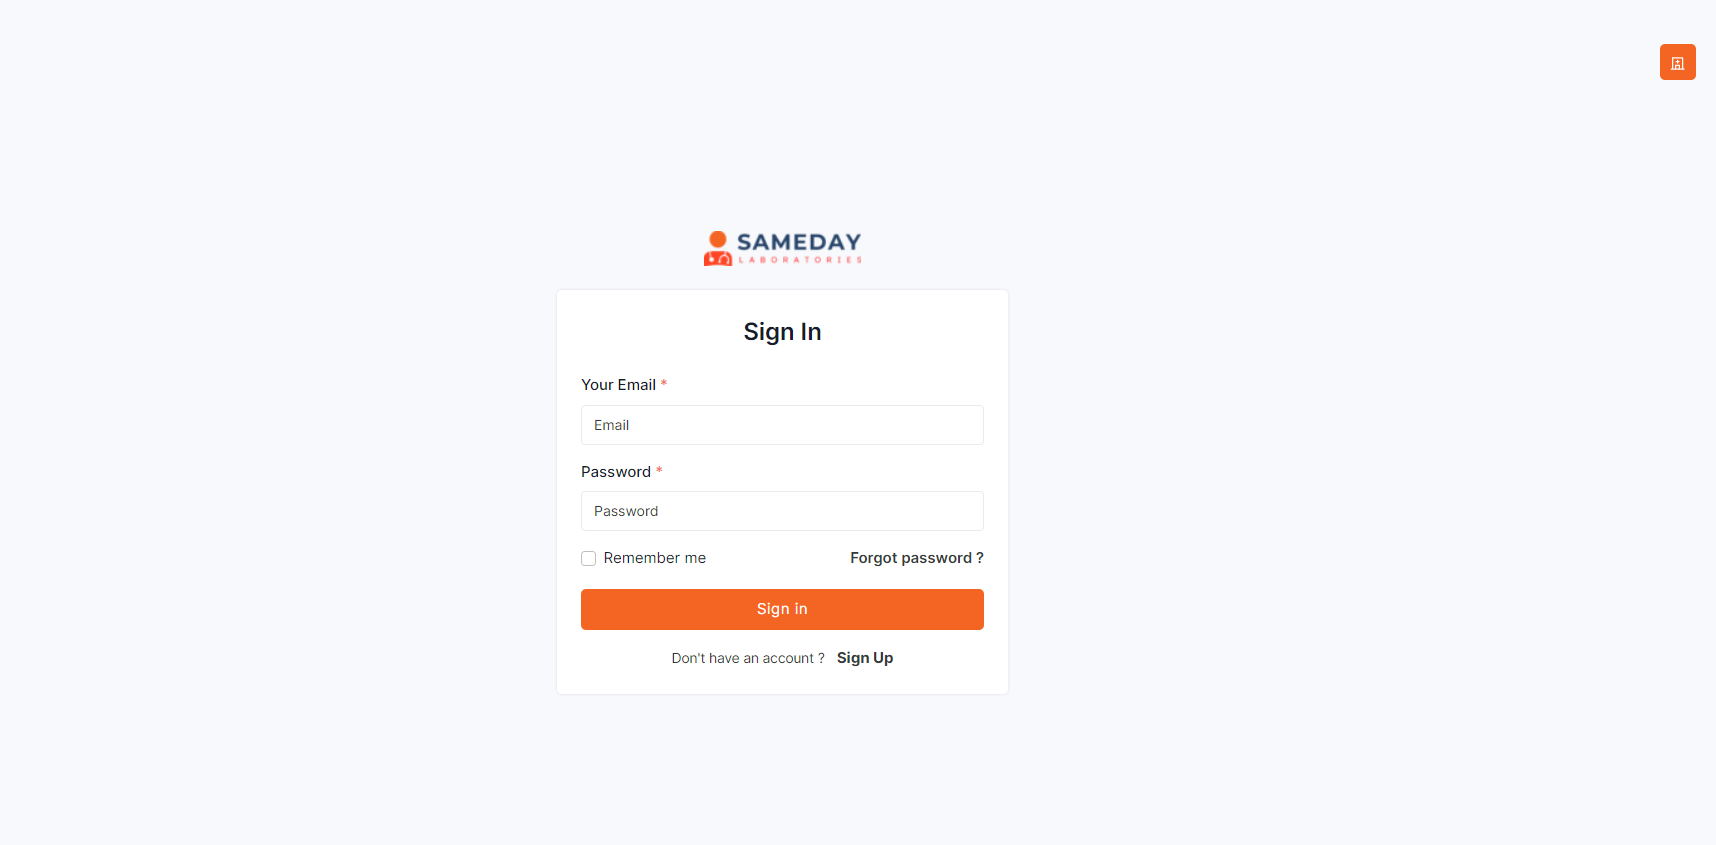 SAMEDAY
LABORATORIES
Sign In
Your Email *
Email
Password *
Password
Remember me
Forgot password ?
Sign in
Don't have an account ? Sign Up